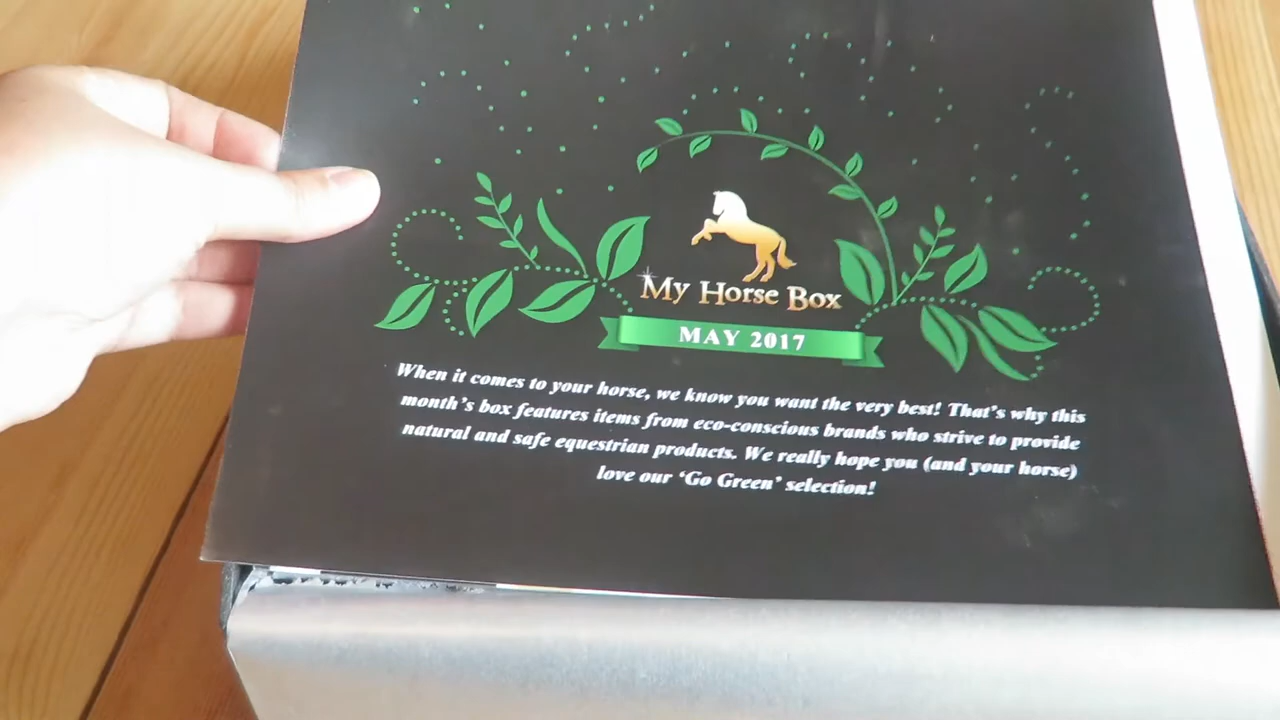 My Horse Box
MAY 2017
When it comes to your horse, we know you want the very best! That's why this
month's box features items from eco-conscious brands who strive to provide
natural and safe equestrian products. We really hope you (and your horse)
love our 'Go Green' selection!